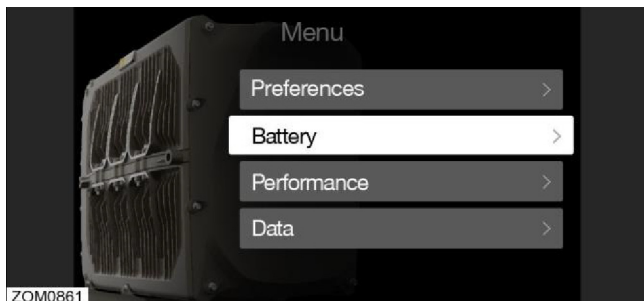 Menu
Preferences
Battery
Performance
Data
ZOM0861